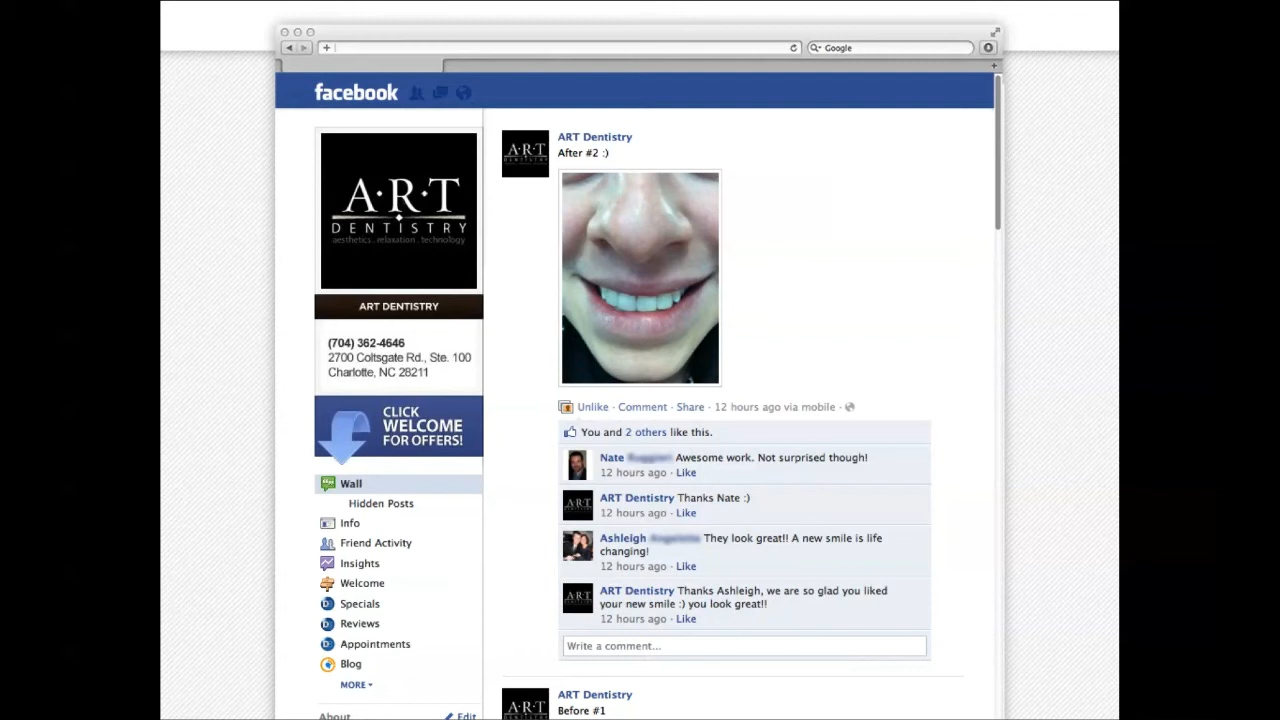 Google
facebook
A·R·T
DENTISTRY
aesthetics . relaxation . technology
ART DENTISTRY
(704) 362-4646
2700 Coltsgate Rd., Ste. 100
Charlotte, NC 28211
CLICK
WELCOME
FOR OFFERS!
Wall
Hidden Posts
Info
Friend Activity
Insights
Welcome
Specials
Reviews
Appointments
Blog
MORE
About
Edit
A·R·T
DENTISTRY
ART Dentistry
After #2 :)
Unlike · Comment · Share · 12 hours ago via mobile ·
You and 2 others like this.
Nate Awesome work. Not surprised though!
12 hours ago · Like
ART Dentistry Thanks Nate :)
12 hours ago · Like
Ashleigh They look great!! A new smile is life
changing!
12 hours ago · Like
ART Dentistry Thanks Ashleigh, we are so glad you liked
your new smile :) you look great!!
12 hours ago · Like
Write a comment...
A·R·T
ART Dentistry
Before #1